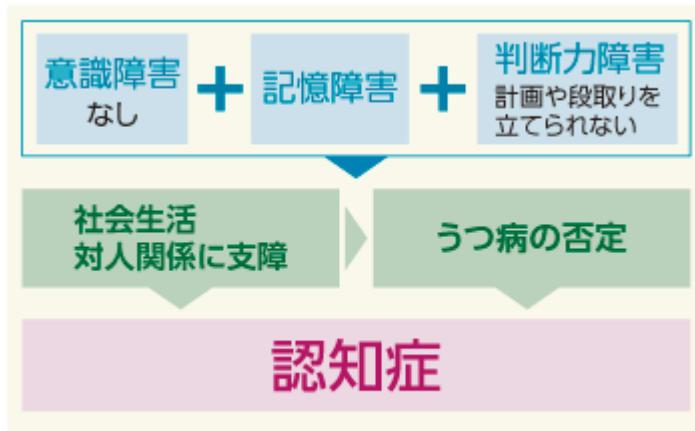 意識障害
なし
+
記憶障害
+
判断力障害
計画や段取りを
立てられない
社会生活
対人関係に支障
うつ病の否定
認知症